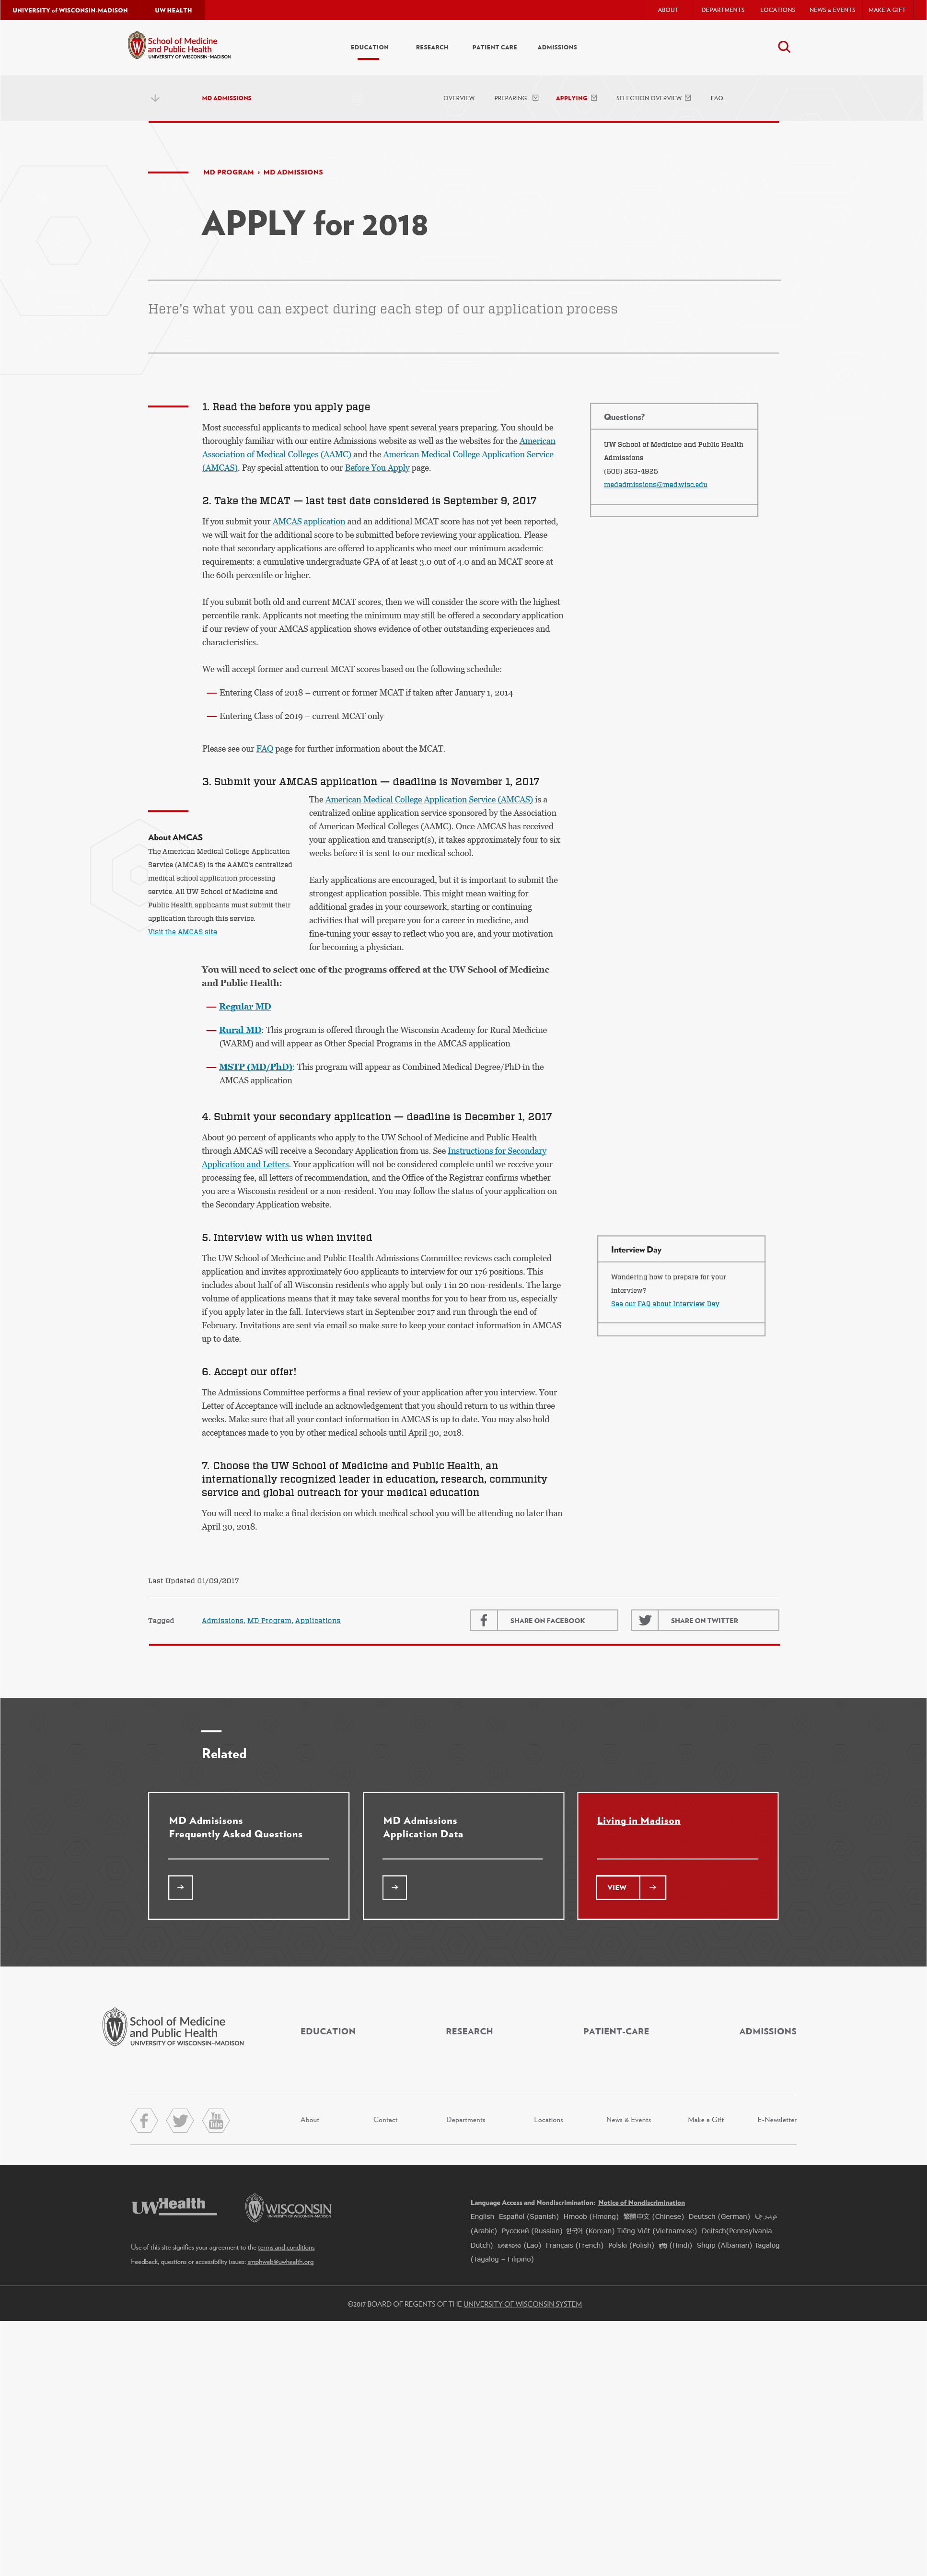 UNIVERSITY of WISCONSIN-MADISON UW HEALTH ABOUT DEPARTMENTS LOCATIONS NEWS & EVENTS MAKE A GIFT
School of Medicine
and Public Health
UNIVERSITY OF WISCONSIN–MADISON
EDUCATION RESEARCH PATIENT CARE ADMISSIONS
MD ADMISSIONS OVERVIEW PREPARING APPLYING SELECTION OVERVIEW FAQ
MD PROGRAM › MD ADMISSIONS
APPLY for 2018
Here's what you can expect during each step of our application process
1. Read the before you apply page
Most successful applicants to medical school have spent several years preparing. You should be
thoroughly familiar with our entire Admissions website as well as the websites for the American
Association of Medical Colleges (AAMC) and the American Medical College Application Service
(AMCAS). Pay special attention to our Before You Apply page.
Questions?
UW School of Medicine and Public Health
Admissions
(608) 263-4925
medadmissions@med.wisc.edu
2. Take the MCAT — last test date considered is September 9, 2017
If you submit your AMCAS application and an additional MCAT score has not yet been reported,
we will wait for the additional score to be submitted before reviewing your application. Please
note that secondary applications are offered to applicants who meet our minimum academic
requirements: a cumulative undergraduate GPA of at least 3.0 out of 4.0 and an MCAT score at
the 60th percentile or higher.
If you submit both old and current MCAT scores, then we will consider the score with the highest
percentile rank. Applicants not meeting the minimum may still be offered a secondary application
if our review of your AMCAS application shows evidence of other outstanding experiences and
characteristics.
We will accept former and current MCAT scores based on the following schedule:
— Entering Class of 2018 – current or former MCAT if taken after January 1, 2014
— Entering Class of 2019 – current MCAT only
Please see our FAQ page for further information about the MCAT.
3. Submit your AMCAS application — deadline is November 1, 2017
The American Medical College Application Service (AMCAS) is a
centralized online application service sponsored by the Association
of American Medical Colleges (AAMC). Once AMCAS has received
your application and transcript(s), it takes approximately four to six
weeks before it is sent to our medical school.
Early applications are encouraged, but it is important to submit the
strongest application possible. This might mean waiting for
additional grades in your coursework, starting or continuing
activities that will prepare you for a career in medicine, and
fine-tuning your essay to reflect who you are, and your motivation
for becoming a physician.
About AMCAS
The American Medical College Application
Service (AMCAS) is the AAMC's centralized
medical school application processing
service. All UW School of Medicine and
Public Health applicants must submit their
application through this service.
Visit the AMCAS site
You will need to select one of the programs offered at the UW School of Medicine
and Public Health:
— Regular MD
— Rural MD: This program is offered through the Wisconsin Academy for Rural Medicine
(WARM) and will appear as Other Special Programs in the AMCAS application
— MSTP (MD/PhD): This program will appear as Combined Medical Degree/PhD in the
AMCAS application
4. Submit your secondary application — deadline is December 1, 2017
About 90 percent of applicants who apply to the UW School of Medicine and Public Health
through AMCAS will receive a Secondary Application from us. See Instructions for Secondary
Application and Letters. Your application will not be considered complete until we receive your
processing fee, all letters of recommendation, and the Office of the Registrar confirms whether
you are a Wisconsin resident or a non-resident. You may follow the status of your application on
the Secondary Application website.
5. Interview with us when invited
The UW School of Medicine and Public Health Admissions Committee reviews each completed
application and invites approximately 600 applicants to interview for our 176 positions. This
includes about half of all Wisconsin residents who apply but only 1 in 20 non-residents. The large
volume of applications means that it may take several months for you to hear from us, especially
if you apply later in the fall. Interviews start in September 2017 and run through the end of
February. Invitations are sent via email so make sure to keep your contact information in AMCAS
up to date.
Interview Day
Wondering how to prepare for your
interview?
See our FAQ about Interview Day
6. Accept our offer!
The Admissions Committee performs a final review of your application after you interview. Your
Letter of Acceptance will include an acknowledgement that you should return to us within three
weeks. Make sure that all your contact information in AMCAS is up to date. You may also hold
acceptances made to you by other medical schools until April 30, 2018.
7. Choose the UW School of Medicine and Public Health, an
internationally recognized leader in education, research, community
service and global outreach for your medical education
You will need to make a final decision on which medical school you will be attending no later than
April 30, 2018.
Last Updated 01/09/2017
Tagged Admissions, MD Program, Applications SHARE ON FACEBOOK SHARE ON TWITTER
Related
MD Admisisons
Frequently Asked Questions
MD Admissions
Application Data
Living in Madison
VIEW
School of Medicine
and Public Health
UNIVERSITY OF WISCONSIN–MADISON
EDUCATION RESEARCH PATIENT-CARE ADMISSIONS
You Tube
About Contact Departments Locations News & Events Make a Gift E-Newsletter
UWHealth WISCONSIN
UNIVERSITY OF WISCONSIN–MADISON
Use of this site signifies your agreement to the terms and conditions
Feedback, questions or accessibility issues: smphweb@uwhealth.org
Language Access and Nondiscrimination: Notice of Nondiscrimination
English Español (Spanish) Hmoob (Hmong) 繁體中文 (Chinese) Deutsch (German)
(Arabic) Русский (Russian) 한국어 (Korean) Tiếng Việt (Vietnamese) Deitsch(Pennsylvania
Dutch) (Lao) Français (French) Polski (Polish) (Hindi) Shqip (Albanian) Tagalog
(Tagalog – Filipino)
©2017 BOARD OF REGENTS OF THE UNIVERSITY OF WISCONSIN SYSTEM